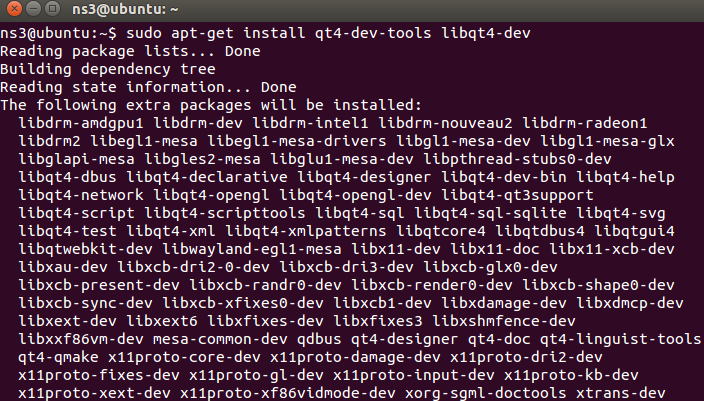 ns3@ubuntu: ~
ns3@ubuntu:~$ sudo apt-get install qt4-dev-tools libqt4-dev
Reading package lists... Done
Building dependency tree
Reading state information... Done
The following extra packages will be installed:
libdrm-amdgpu1 libdrm-dev libdrm-intel1 libdrm-nouveau2 libdrm-radeon1
libdrm2 libegl1-mesa libegl1-mesa-drivers libgl1-mesa-dev libgl1-mesa-glx
libglapi-mesa libgles2-mesa libglu1-mesa-dev libpthread-stubs0-dev
libqt4-dbus libqt4-declarative libqt4-designer libqt4-dev-bin libqt4-help
libqt4-network libqt4-opengl libqt4-opengl-dev libqt4-qt3support
libqt4-script libqt4-scripttools libqt4-sql libqt4-sql-sqlite libqt4-svg
libqt4-test libqt4-xml libqt4-xmlpatterns libqtcore4 libqtdbus4 libqtgui4
libqtwebkit-dev libwayland-egl1-mesa libx11-dev libx11-doc libx11-xcb-dev
libxau-dev libxcb-dri2-0-dev libxcb-dri3-dev libxcb-glx0-dev
libxcb-present-dev libxcb-randr0-dev libxcb-render0-dev libxcb-shape0-dev
libxcb-sync-dev libxcb-xfixes0-dev libxcb1-dev libxdamage-dev libxdmcp-dev
libxext-dev libxext6 libxfixes-dev libxfixes3 libxshmfence-dev
libxxf86vm-dev mesa-common-dev qdbus qt4-designer qt4-doc qt4-linguist-tools
qt4-qmake x11proto-core-dev x11proto-damage-dev x11proto-dri2-dev
x11proto-fixes-dev x11proto-gl-dev x11proto-input-dev x11proto-kb-dev
x11proto-xext-dev x11proto-xf86vidmode-dev xorg-sgml-doctools xtrans-dev